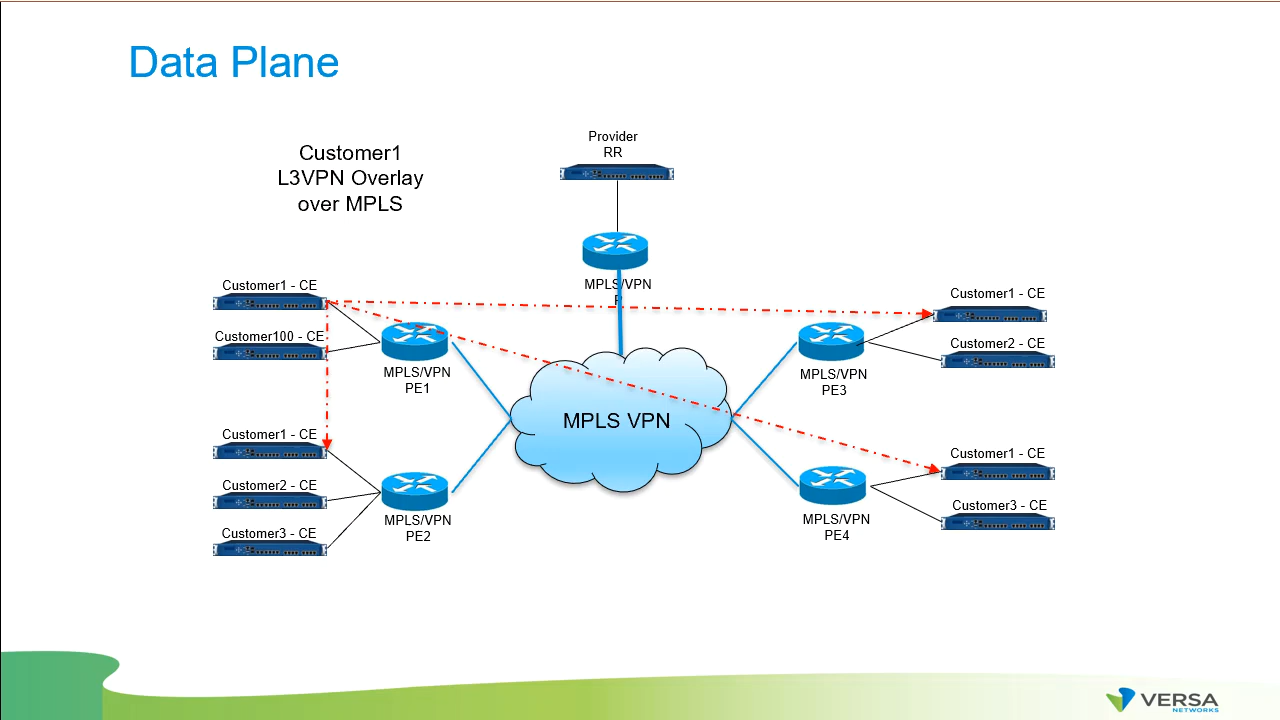 Data Plane
Customer1
L3VPN Overlay
over MPLS
Provider
RR
MPLS/VPN
P
Customer1 - CE
Customer100 - CE
MPLS/VPN
PE1
Customer1 - CE
Customer2 - CE
Customer3 - CE
MPLS/VPN
PE2
MPLS VPN
Customer1 - CE
Customer2 - CE
MPLS/VPN
PE3
Customer1 - CE
Customer3 - CE
MPLS/VPN
PE4
VERSA
NETWORKS